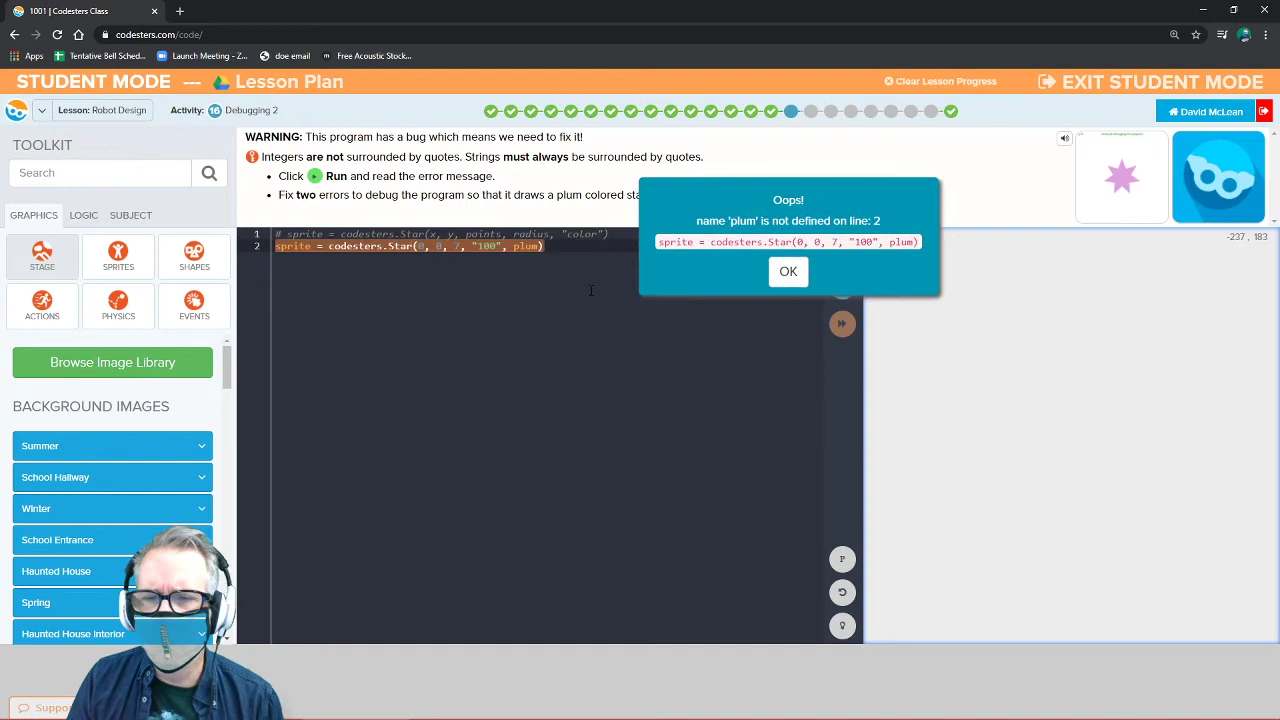 1001 | Codesters Class
codesters.com/code/
Apps
Tentative Bell Sched...
Launch Meeting - Z...
doe email
Free Acoustic Stock...
STUDENT MODE --- Lesson Plan
Clear Lesson Progress
EXIT STUDENT MODE
Lesson: Robot Design
Activity: 16 Debugging 2
David McLean
TOOLKIT
Search
GRAPHICS
LOGIC
SUBJECT
STAGE
SPRITES
SHAPES
ACTIONS
PHYSICS
EVENTS
Browse Image Library
BACKGROUND IMAGES
Summer
School Hallway
Winter
School Entrance
Haunted House
Spring
Haunted House Interior
Suppo
WARNING: This program has a bug which means we need to fix it!
Integers are not surrounded by quotes. Strings must always be surrounded by quotes.
Click Run and read the error message.
Fix two errors to debug the program so that it draws a plum colored sta
1 # sprite = codesters.Star(x, y, points, radius, "color")
2 sprite = codesters.Star(0, 0, 7, "100", plum)
Oops!
name 'plum' is not defined on line: 2
sprite = codesters.Star(0, 0, 7, "100", plum)
OK
P
-237, 183